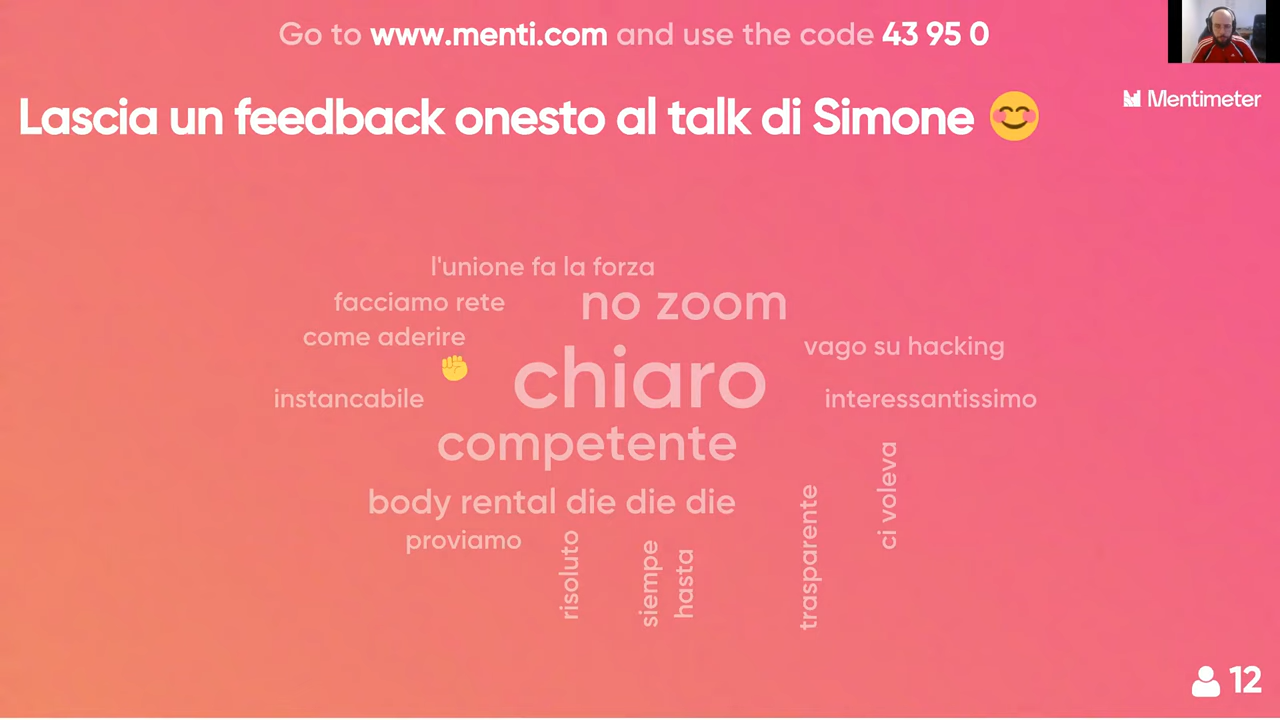 Go to www.menti.com and use the code 43 95 0
Mentimeter
Lascia un feedback onesto al talk di Simone 😊
l'unione fa la forza
facciamo rete
no zoom
come aderire
vago su hacking
✊
chiaro
instancabile
interessantissimo
competente
ci voleva
body rental die die die
trasparente
proviamo
risoluto
siempe
hasta
12